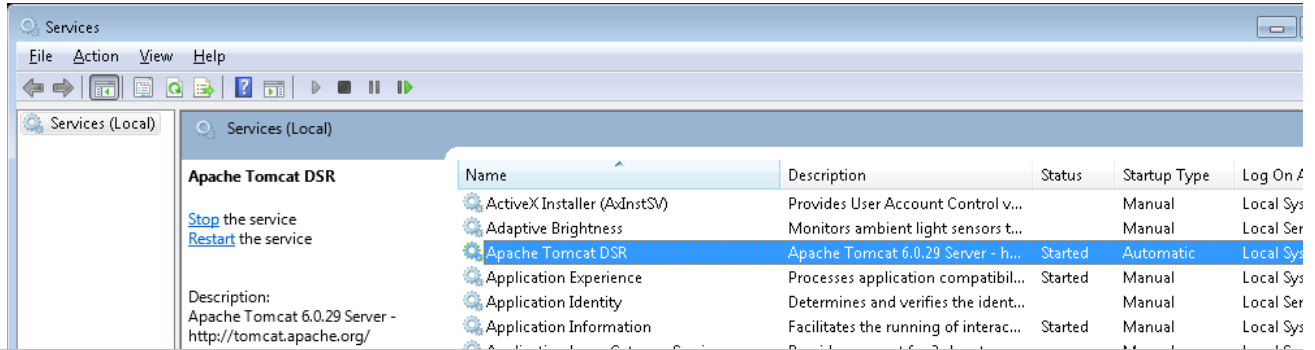 Services
File Action View Help
Services (Local)
Services (Local)
Apache Tomcat DSR
Stop the service
Restart the service
Description:
Apache Tomcat 6.0.29 Server -
http://tomcat.apache.org/
Name Description Status Startup Type Log On A
ActiveX Installer (AxInstSV) Provides User Account Control v... Manual Local Sys
Adaptive Brightness Monitors ambient light sensors t... Manual Local Ser
Apache Tomcat DSR Apache Tomcat 6.0.29 Server - h... Started Automatic Local Sys
Application Experience Processes application compatibil... Started Manual Local Sys
Application Identity Determines and verifies the ident... Manual Local Ser
Application Information Facilitates the running of interac... Started Manual Local Sys